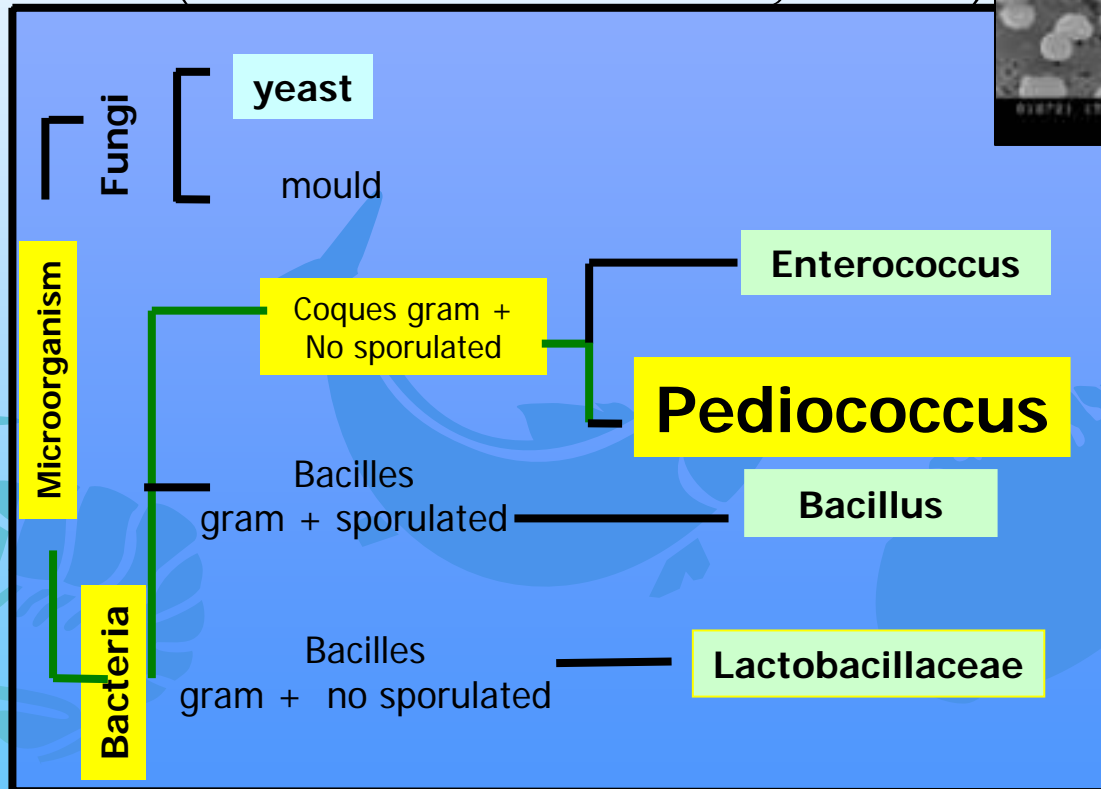 yeast
Fungi
mould
Microorganism
Enterococcus
Coques gram +
No sporulated
Pediococcus
Bacilles
gram + sporulated
Bacillus
Bacteria
Bacilles
gram + no sporulated
Lactobacillaceae